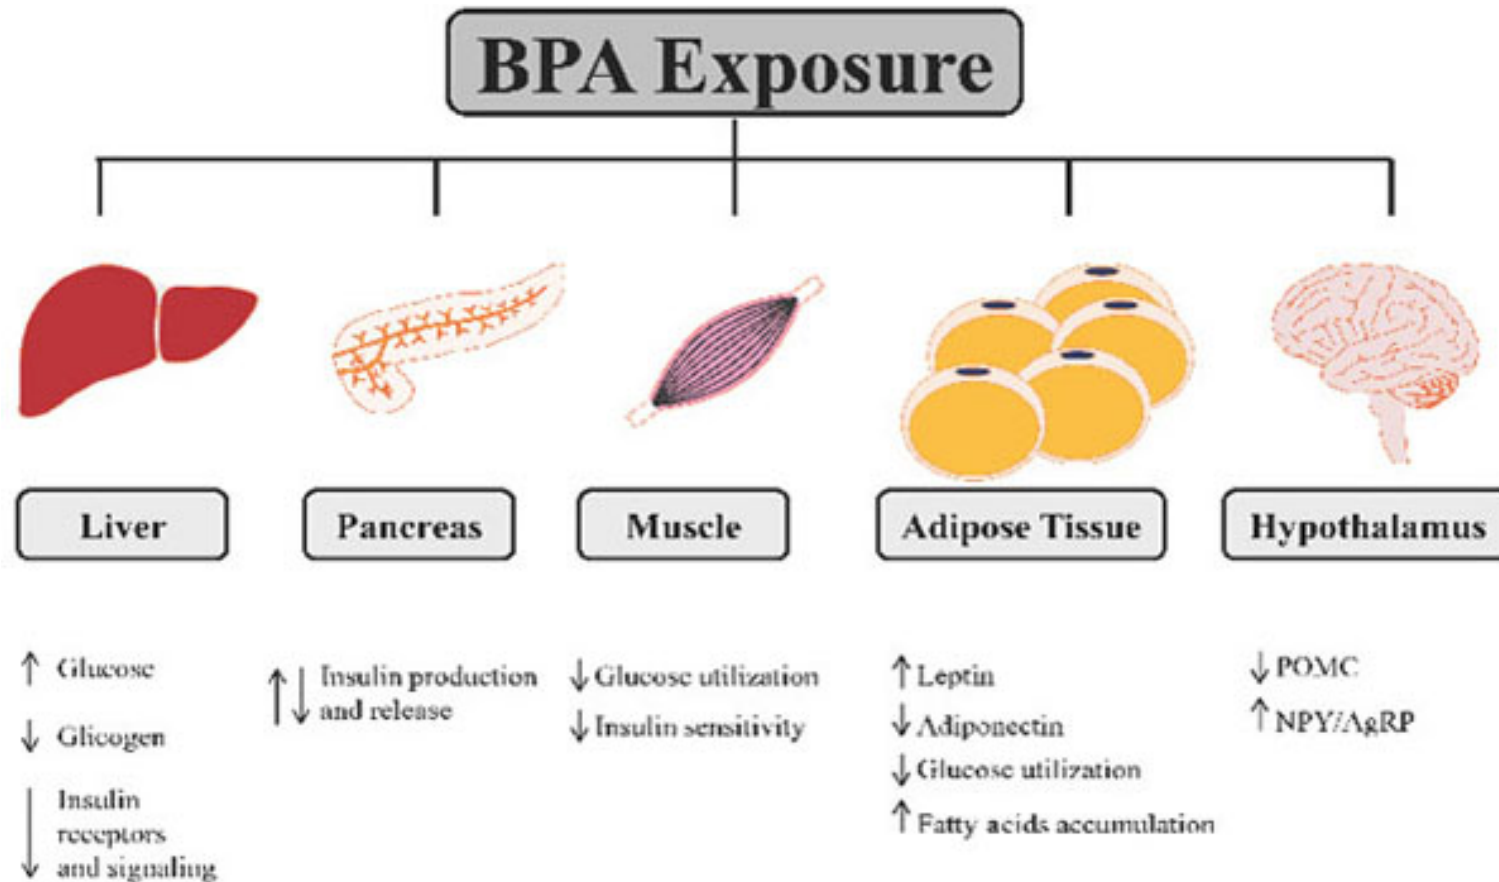 BPA Exposure
Liver
Pancreas
Muscle
Adipose Tissue
Hypothalamus
↑ Glucose
↓ Glicogen
↓ Insulin
receptors
and signaling
↑↓ Insulin production
and release
↓ Glucose utilization
↓ Insulin sensitivity
↑ Leptin
↓ Adiponectin
↓ Glucose utilization
↑ Fatty acids accumulation
↓ POMC
↑ NPY/AgRP